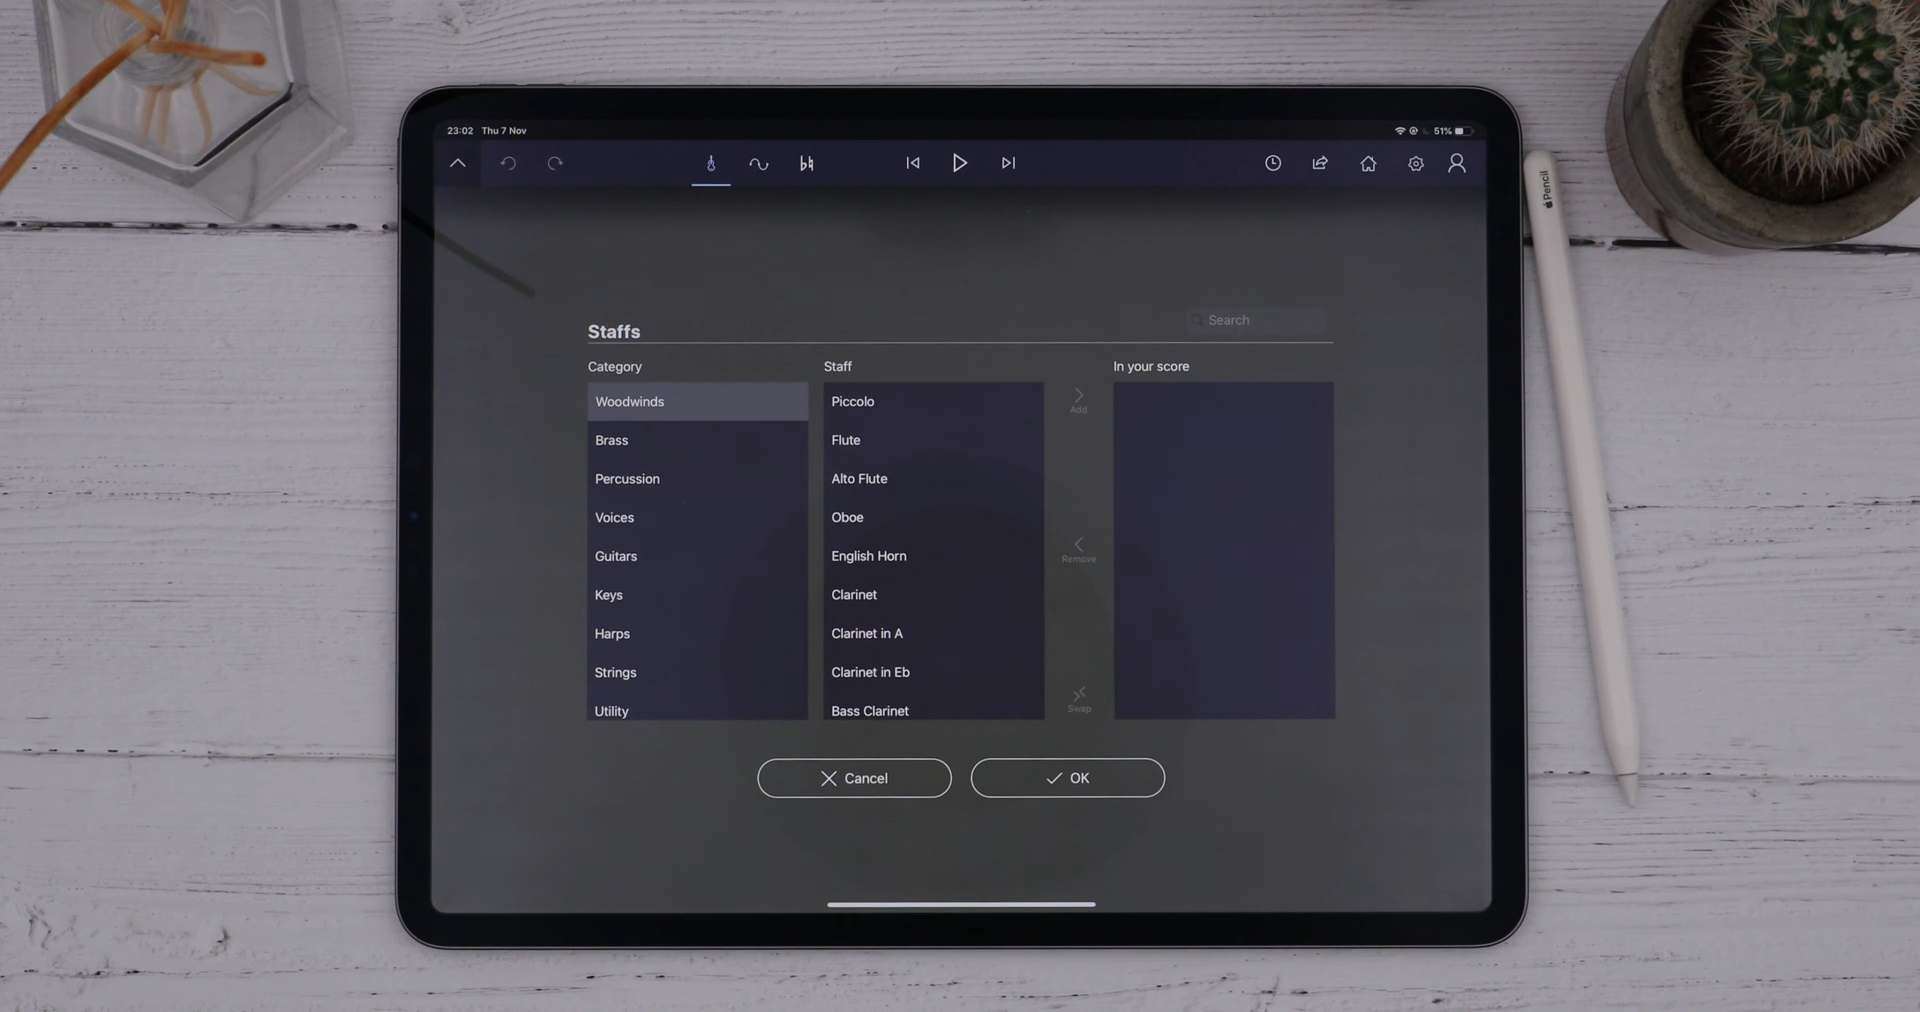 23:02 Thu 7 Nov
51%
Pencil
Search
Staffs
Category
Staff
In your score
Woodwinds
Piccolo
Add
Brass
Flute
Percussion
Alto Flute
Voices
Oboe
Guitars
English Horn
Remove
Keys
Clarinet
Harps
Clarinet in A
Strings
Clarinet in Eb
Swap
Utility
Bass Clarinet
Cancel
OK